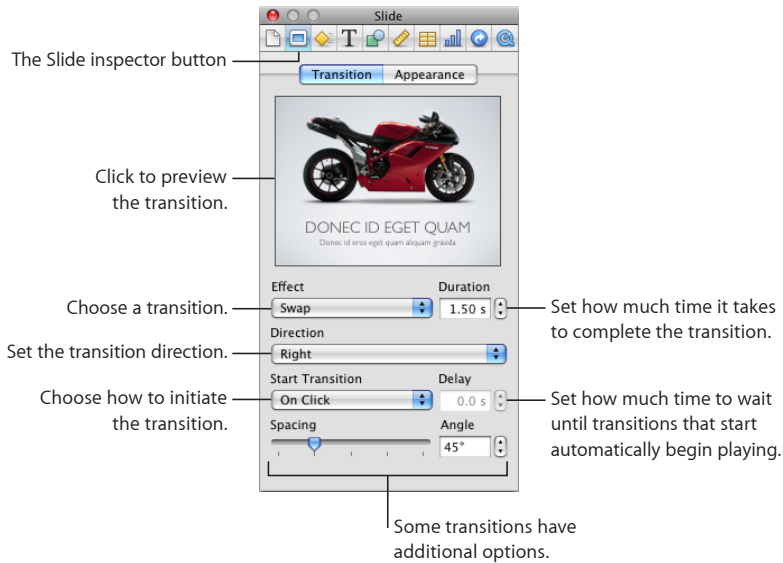 Slide
T
The Slide inspector button
Transition Appearance
Click to preview
the transition.
DONEC ID EGET QUAM
Donec id eros eget quam aliquam gravida
Effect Duration
Choose a transition.
Swap 1.50 s
Set how much time it takes
to complete the transition.
Direction
Set the transition direction.
Right
Start Transition Delay
Choose how to initiate
the transition.
On Click 0.0 s
Set how much time to wait
until transitions that start
automatically begin playing.
Spacing Angle
45°
Some transitions have
additional options.